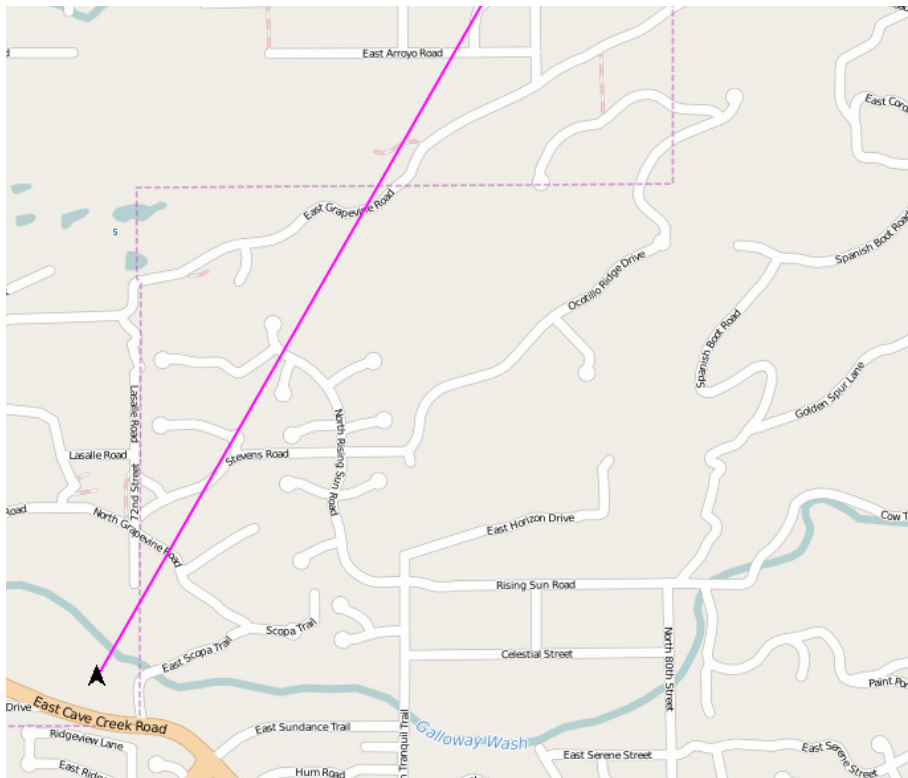 East Arroyo Road
East Coro
East Grapevine Road
Spanish Boot Road
5
Ocotillo Ridge Drive
Spanish Boot Road
Golden Spur Lane
Lasalle Road
North Rising Sun Road
Lasalle Road
Stevens Road
72nd Street
Road
North Grapevine Road
East Horizon Drive
Cow T
Rising Sun Road
Scopa Trail
East Scopa Trail
Celestial Street
North 80th Street
Paint Po
Drive
East Cave Creek Road
East Sundance Trail
n Tranquil Trail
Galloway Wash
Ridgeview Lane
East Serene Street
East Serene Street
East Ridge
Hum Road